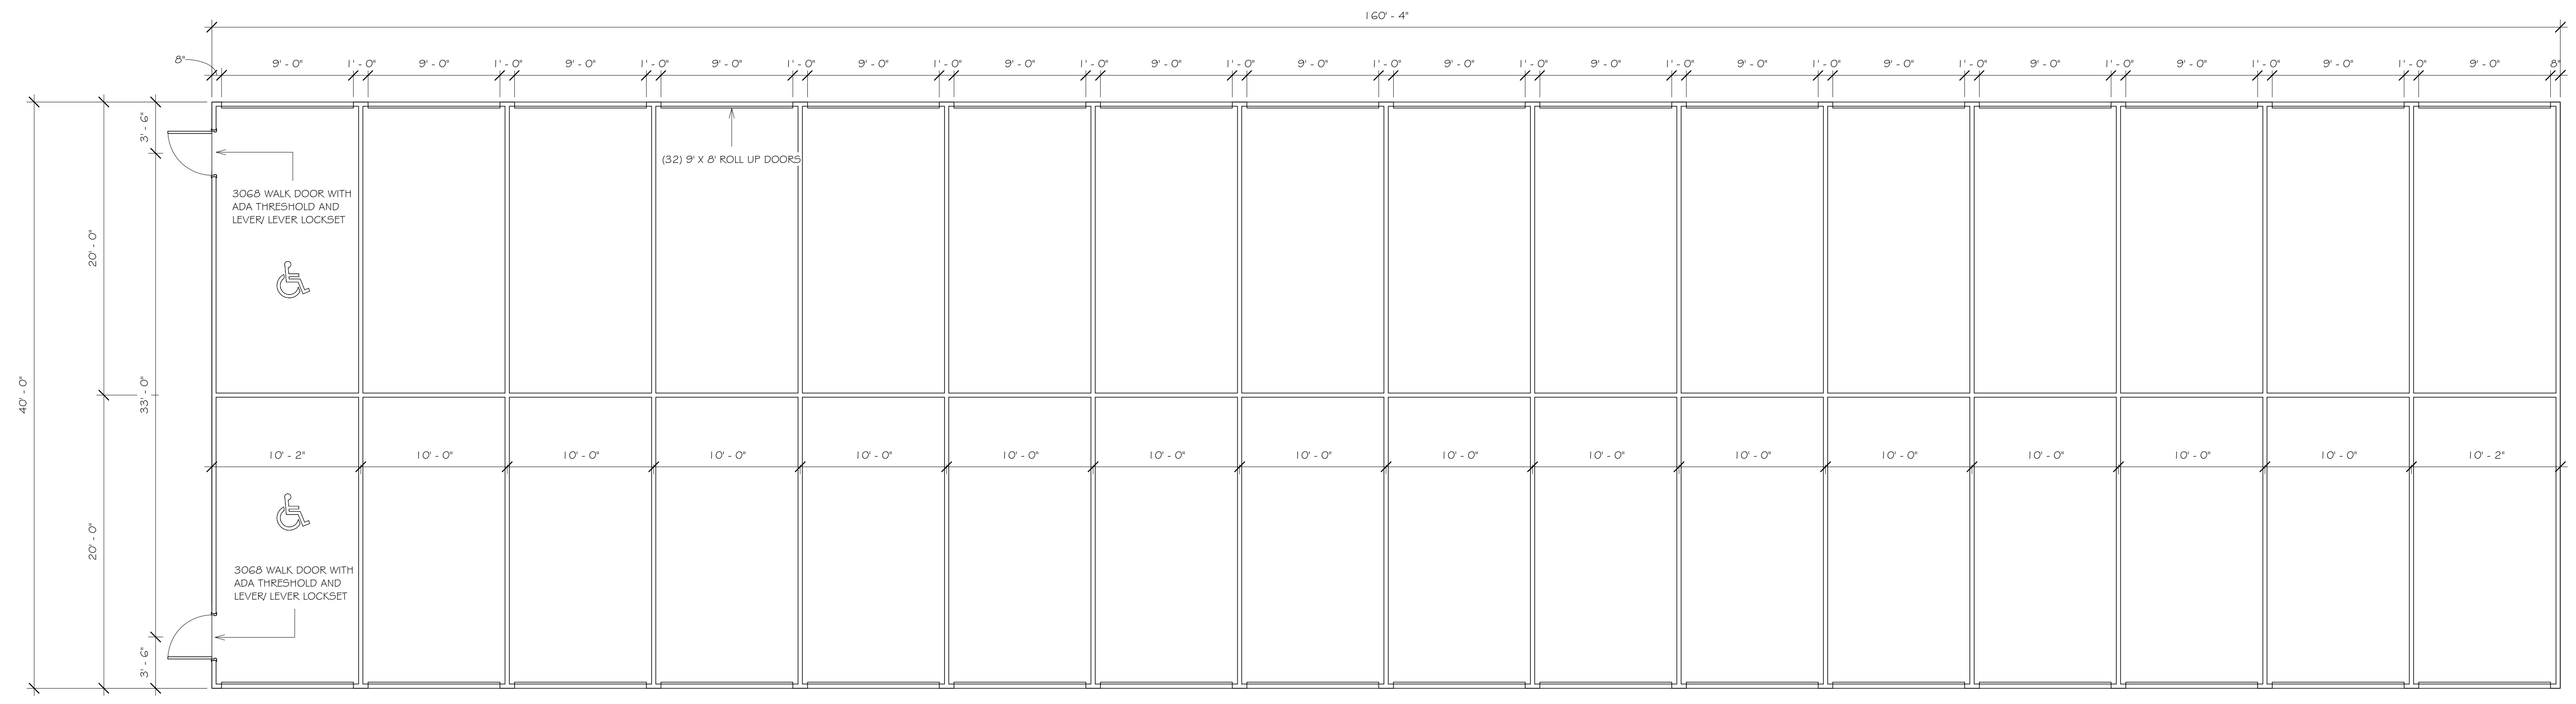 160' - 4"
8" 9' - 0" 1' - 0" 9' - 0" 1' - 0" 9' - 0" 1' - 0" 9' - 0" 1' - 0" 9' - 0" 1' - 0" 9' - 0" 1' - 0" 9' - 0" 1' - 0" 9' - 0" 1' - 0" 9' - 0" 1' - 0" 9' - 0" 1' - 0" 9' - 0" 1' - 0" 9' - 0" 1' - 0" 9' - 0" 1' - 0" 9' - 0" 1' - 0" 9' - 0" 1' - 0" 9' - 0" 8"
3' - 6"
(32) 9' X 8' ROLL UP DOORS
3068 WALK DOOR WITH
ADA THRESHOLD AND
LEVER/ LEVER LOCKSET
20' - 0"
40' - 0"
33' - 0"
10' - 2" 10' - 0" 10' - 0" 10' - 0" 10' - 0" 10' - 0" 10' - 0" 10' - 0" 10' - 0" 10' - 0" 10' - 0" 10' - 0" 10' - 0" 10' - 0" 10' - 0" 10' - 2"
20' - 0"
3068 WALK DOOR WITH
ADA THRESHOLD AND
LEVER/ LEVER LOCKSET
3' - 6"